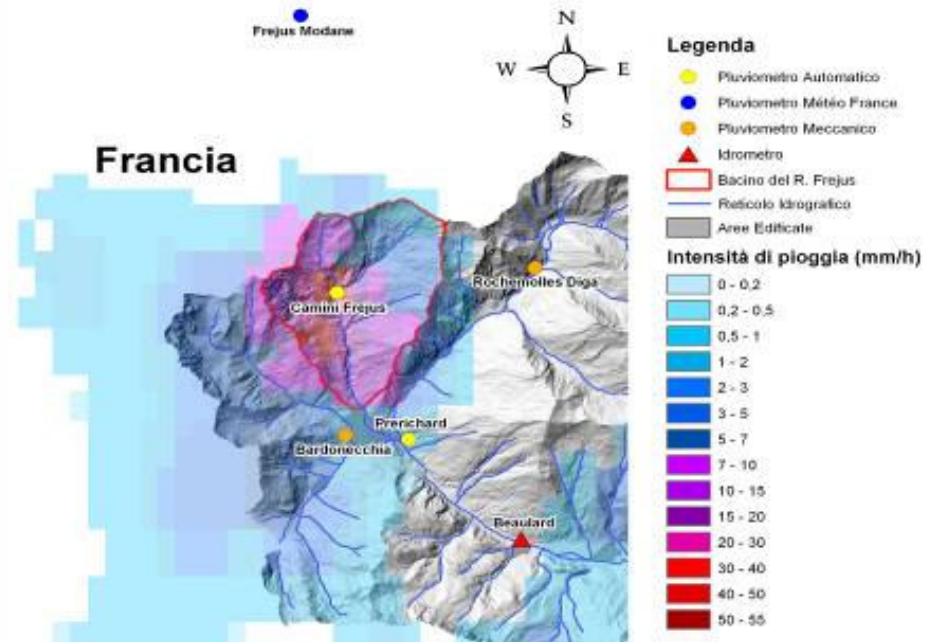 Frejus Modane
N
W
E
S
Francia
Camini Fréjus
Rochemolles Diga
Prerichard
Bardonecchia
Beaulard
Legenda
Pluviometro Automatico
Pluviometro Météo France
Pluviometro Meccanico
Idrometro
Bacino del R. Frejus
Reticolo Idrografico
Aree Edificate
Intensità di pioggia (mm/h)
0 - 0,2
0,2 - 0,5
0,5 - 1
1 - 2
2 - 3
3 - 5
5 - 7
7 - 10
10 - 15
15 - 20
20 - 30
30 - 40
40 - 50
50 - 55